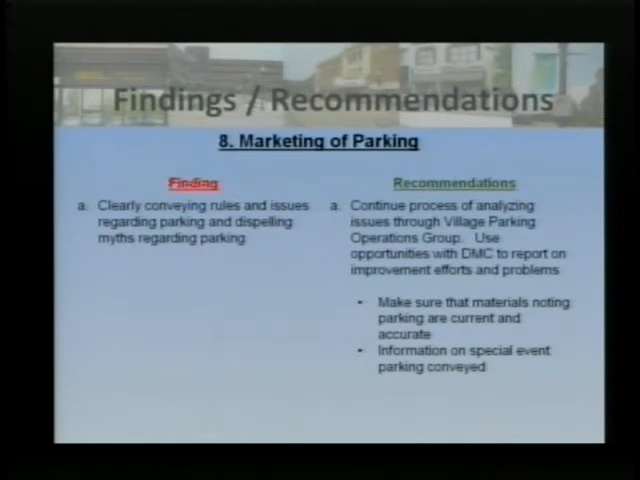 Findings / Recommendations
8. Marketing of Parking
Finding
a. Clearly conveying rules and issues
regarding parking and dispelling
myths regarding parking
Recommendations
a. Continue process of analyzing
issues through Village Parking
Operations Group. Use
opportunities with DMC to report on
improvement efforts and problems
• Make sure that materials noting
parking are current and
accurate
• Information on special event
parking conveyed